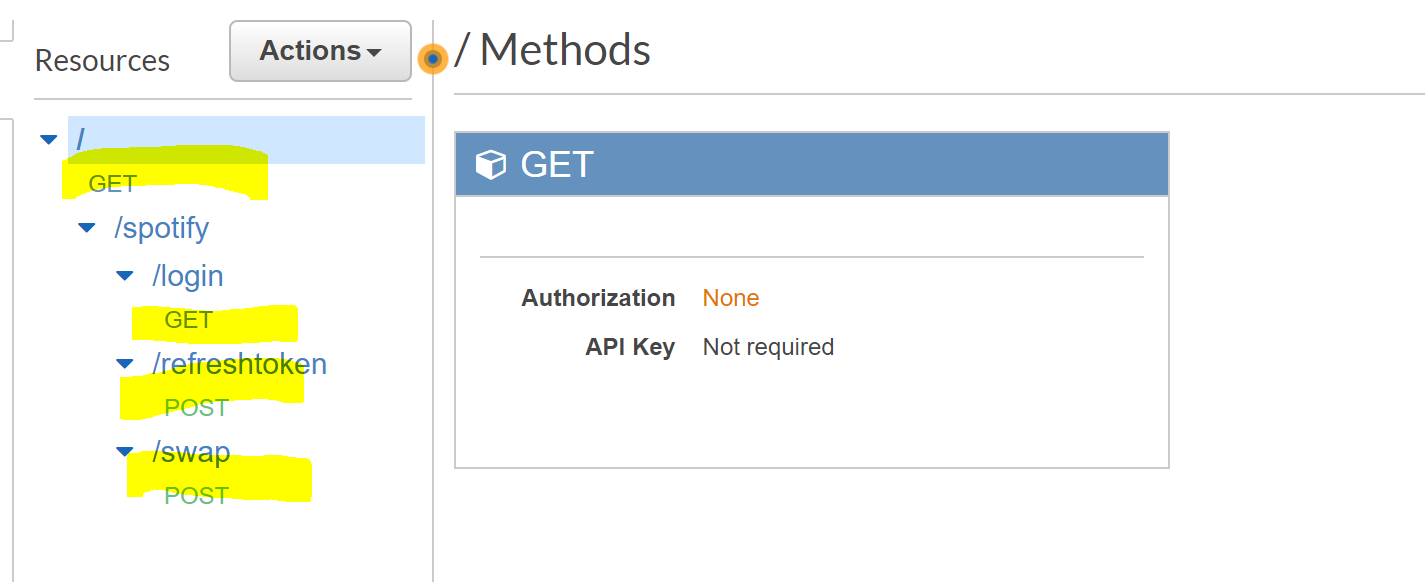 Resources
Actions
/
GET
/spotify
/login
GET
/refreshtoken
POST
/swap
POST
/ Methods
GET
Authorization None
API Key Not required